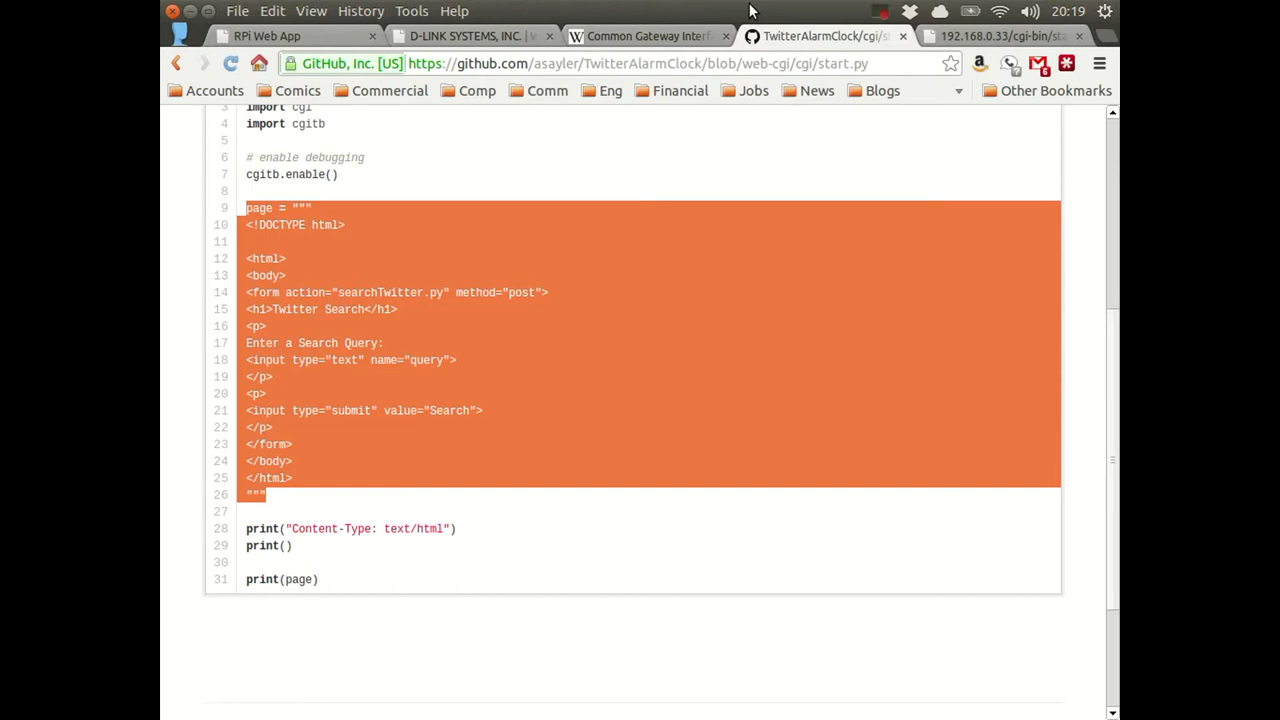 File Edit View History Tools Help 20:19
RPi Web App D-LINK SYSTEMS, INC. | W Common Gateway Interf TwitterAlarmClock/cgi/st 192.168.0.33/cgi-bin/sta
GitHub, Inc. [US] https://github.com/asayler/TwitterAlarmClock/blob/web-cgi/cgi/start.py
Accounts Comics Commercial Comp Comm Eng Financial Jobs News Blogs Other Bookmarks
3 import cgi
4 import cgitb
5
6 # enable debugging
7 cgitb.enable()
8
9 page = """
10 <!DOCTYPE html>
11
12 <html>
13 <body>
14 <form action="searchTwitter.py" method="post">
15 <h1>Twitter Search</h1>
16 <p>
17 Enter a Search Query:
18 <input type="text" name="query">
19 </p>
20 <p>
21 <input type="submit" value="Search">
22 </p>
23 </form>
24 </body>
25 </html>
26 """
27
28 print("Content-Type: text/html")
29 print()
30
31 print(page)